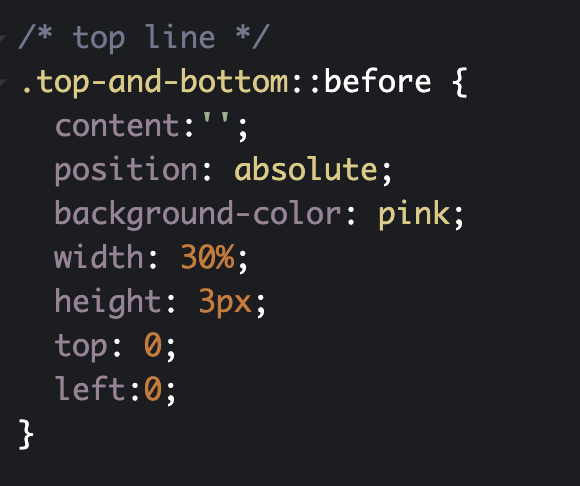 /* top line */
.top-and-bottom::before {
  content:'';
  position: absolute;
  background-color: pink;
  width: 30%;
  height: 3px;
  top: 0;
  left:0;
}